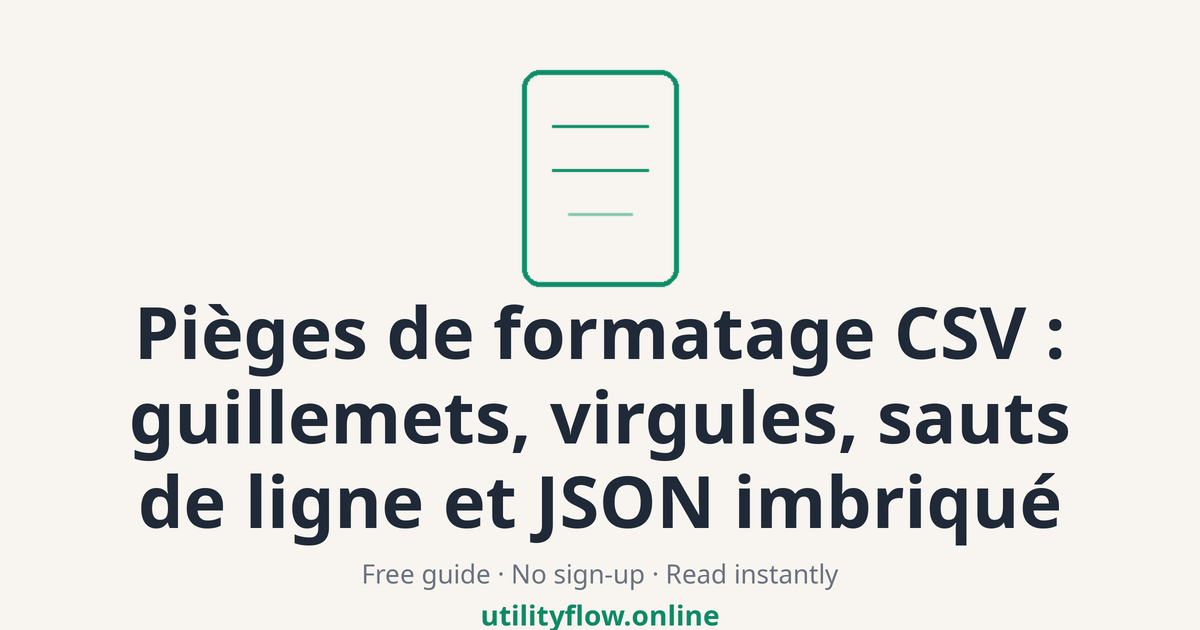 Pièges de formatage CSV :
guillemets, virgules, sauts
de ligne et JSON imbriqué
Free guide · No sign-up · Read instantly
utilityflow.online